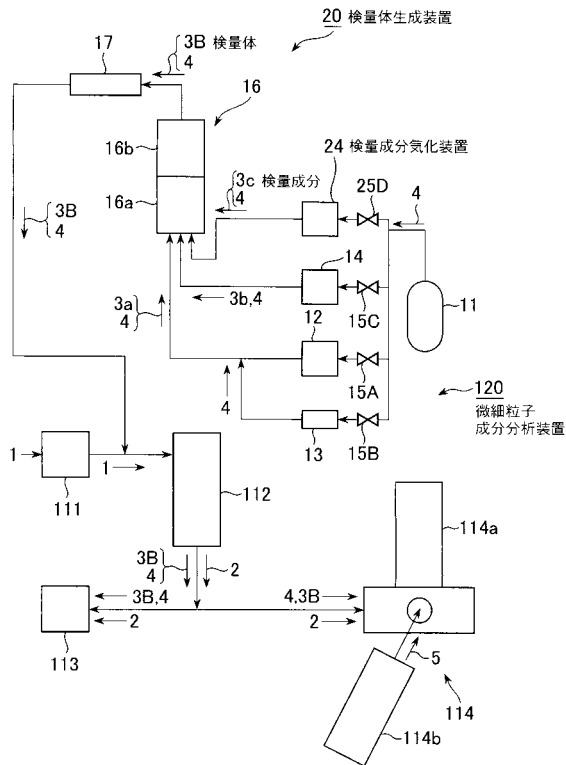 20 検量体生成装置
3B 検量体
4
17
16
16b
16a
24 検量成分気化装置
3c 検量成分
4
25D
4
3B
4
14
3b,4
15C
11
3a
4
12
15A
4
120
微細粒子
成分分析装置
13
15B
1
1
111
112
114a
3B
4
2
3B,4
2
4,3B
2
113
5
114
114b